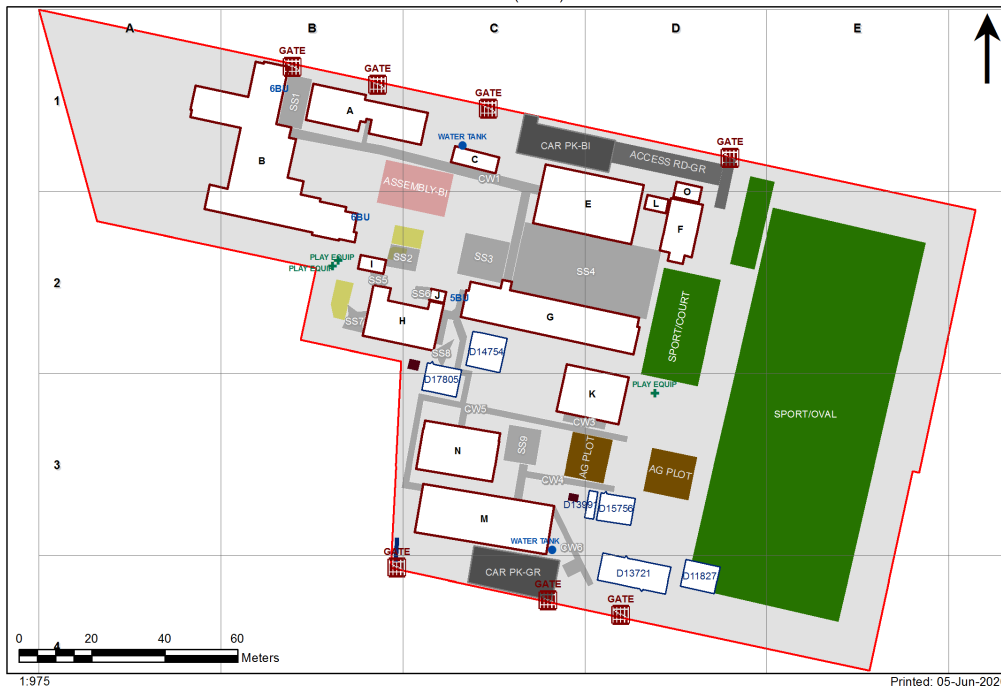 A B C D E
1
2
3
4
GATE
GATE
GATE
GATE
6BU
SS1
A
WATER TANK
C
CAR PK-BI
ACCESS RD-GR
B
CW1
ASSEMBLY-BI
E
O
L
F
6BU
SS2
SS3
SS4
PLAY EQUIP
PLAY EQUIP
I
SS5
SS6
J
5BU
SS7
H
G
SPORT/COURT
SS8
D14754
D17805
K
PLAY EQUIP
CW5
CW3
SPORT/OVAL
N
SS9
AG PLOT
AG PLOT
CW4
D13991
D15756
M
WATER TANK
CW6
GATE
CAR PK-GR
D13721
D11827
GATE
GATE
0 20 40 60
Meters
1:975
Printed: 05-Jun-202